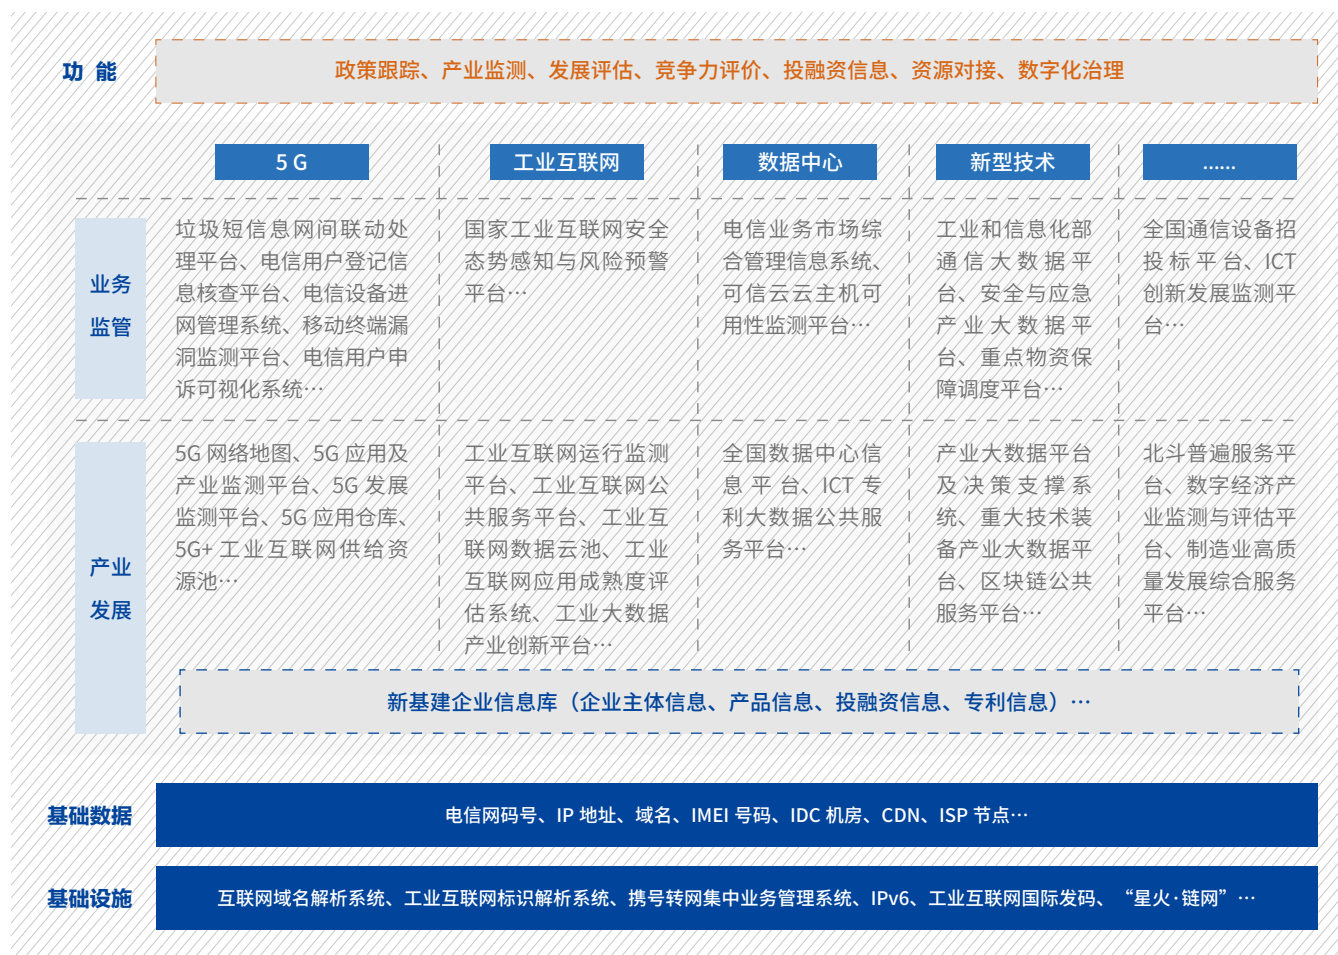 功 能
政策跟踪、产业监测、发展评估、竞争力评价、投融资信息、资源对接、数字化治理
5 G
工业互联网
数据中心
新型技术
......
业务
监管
垃圾短信息网间联动处
理平台、电信用户登记信
息核查平台、电信设备进
网管理系统、移动终端漏
洞监测平台、电信用户申
诉可视化系统…
国家工业互联网安全
态势感知与风险预警
平台…
电信业务市场综
合管理信息系统、
可信云云主机可
用性监测平台…
工业和信息化部
通信大数据平
台、安全与应急
产业大数据平
台、重点物资保
障调度平台…
全国通信设备招
投标平台、ICT
创新发展监测平
台…
产业
发展
5G 网络地图、5G 应用及
产业监测平台、5G 发展
监测平台、5G 应用仓库、
5G+ 工业互联网供给资
源池…
工业互联网运行监测
平台、工业互联网公
共服务平台、工业互
联网数据云池、工业
互联网应用成熟度评
估系统、工业大数据
产业创新平台…
全国数据中心信
息平台、ICT 专
利大数据公共服
务平台…
产业大数据平台
及决策支撑系
统、重大技术装
备产业大数据平
台、区块链公共
服务平台…
北斗普遍服务平
台、数字经济产
业监测与评估平
台、制造业高质
量发展综合服务
平台…
新基建企业信息库（企业主体信息、产品信息、投融资信息、专利信息）…
基础数据
电信网码号、IP 地址、域名、IMEI 号码、IDC 机房、CDN、ISP 节点…
基础设施
互联网域名解析系统、工业互联网标识解析系统、携号转网集中业务管理系统、IPv6、工业互联网国际发码、“星火·链网”…